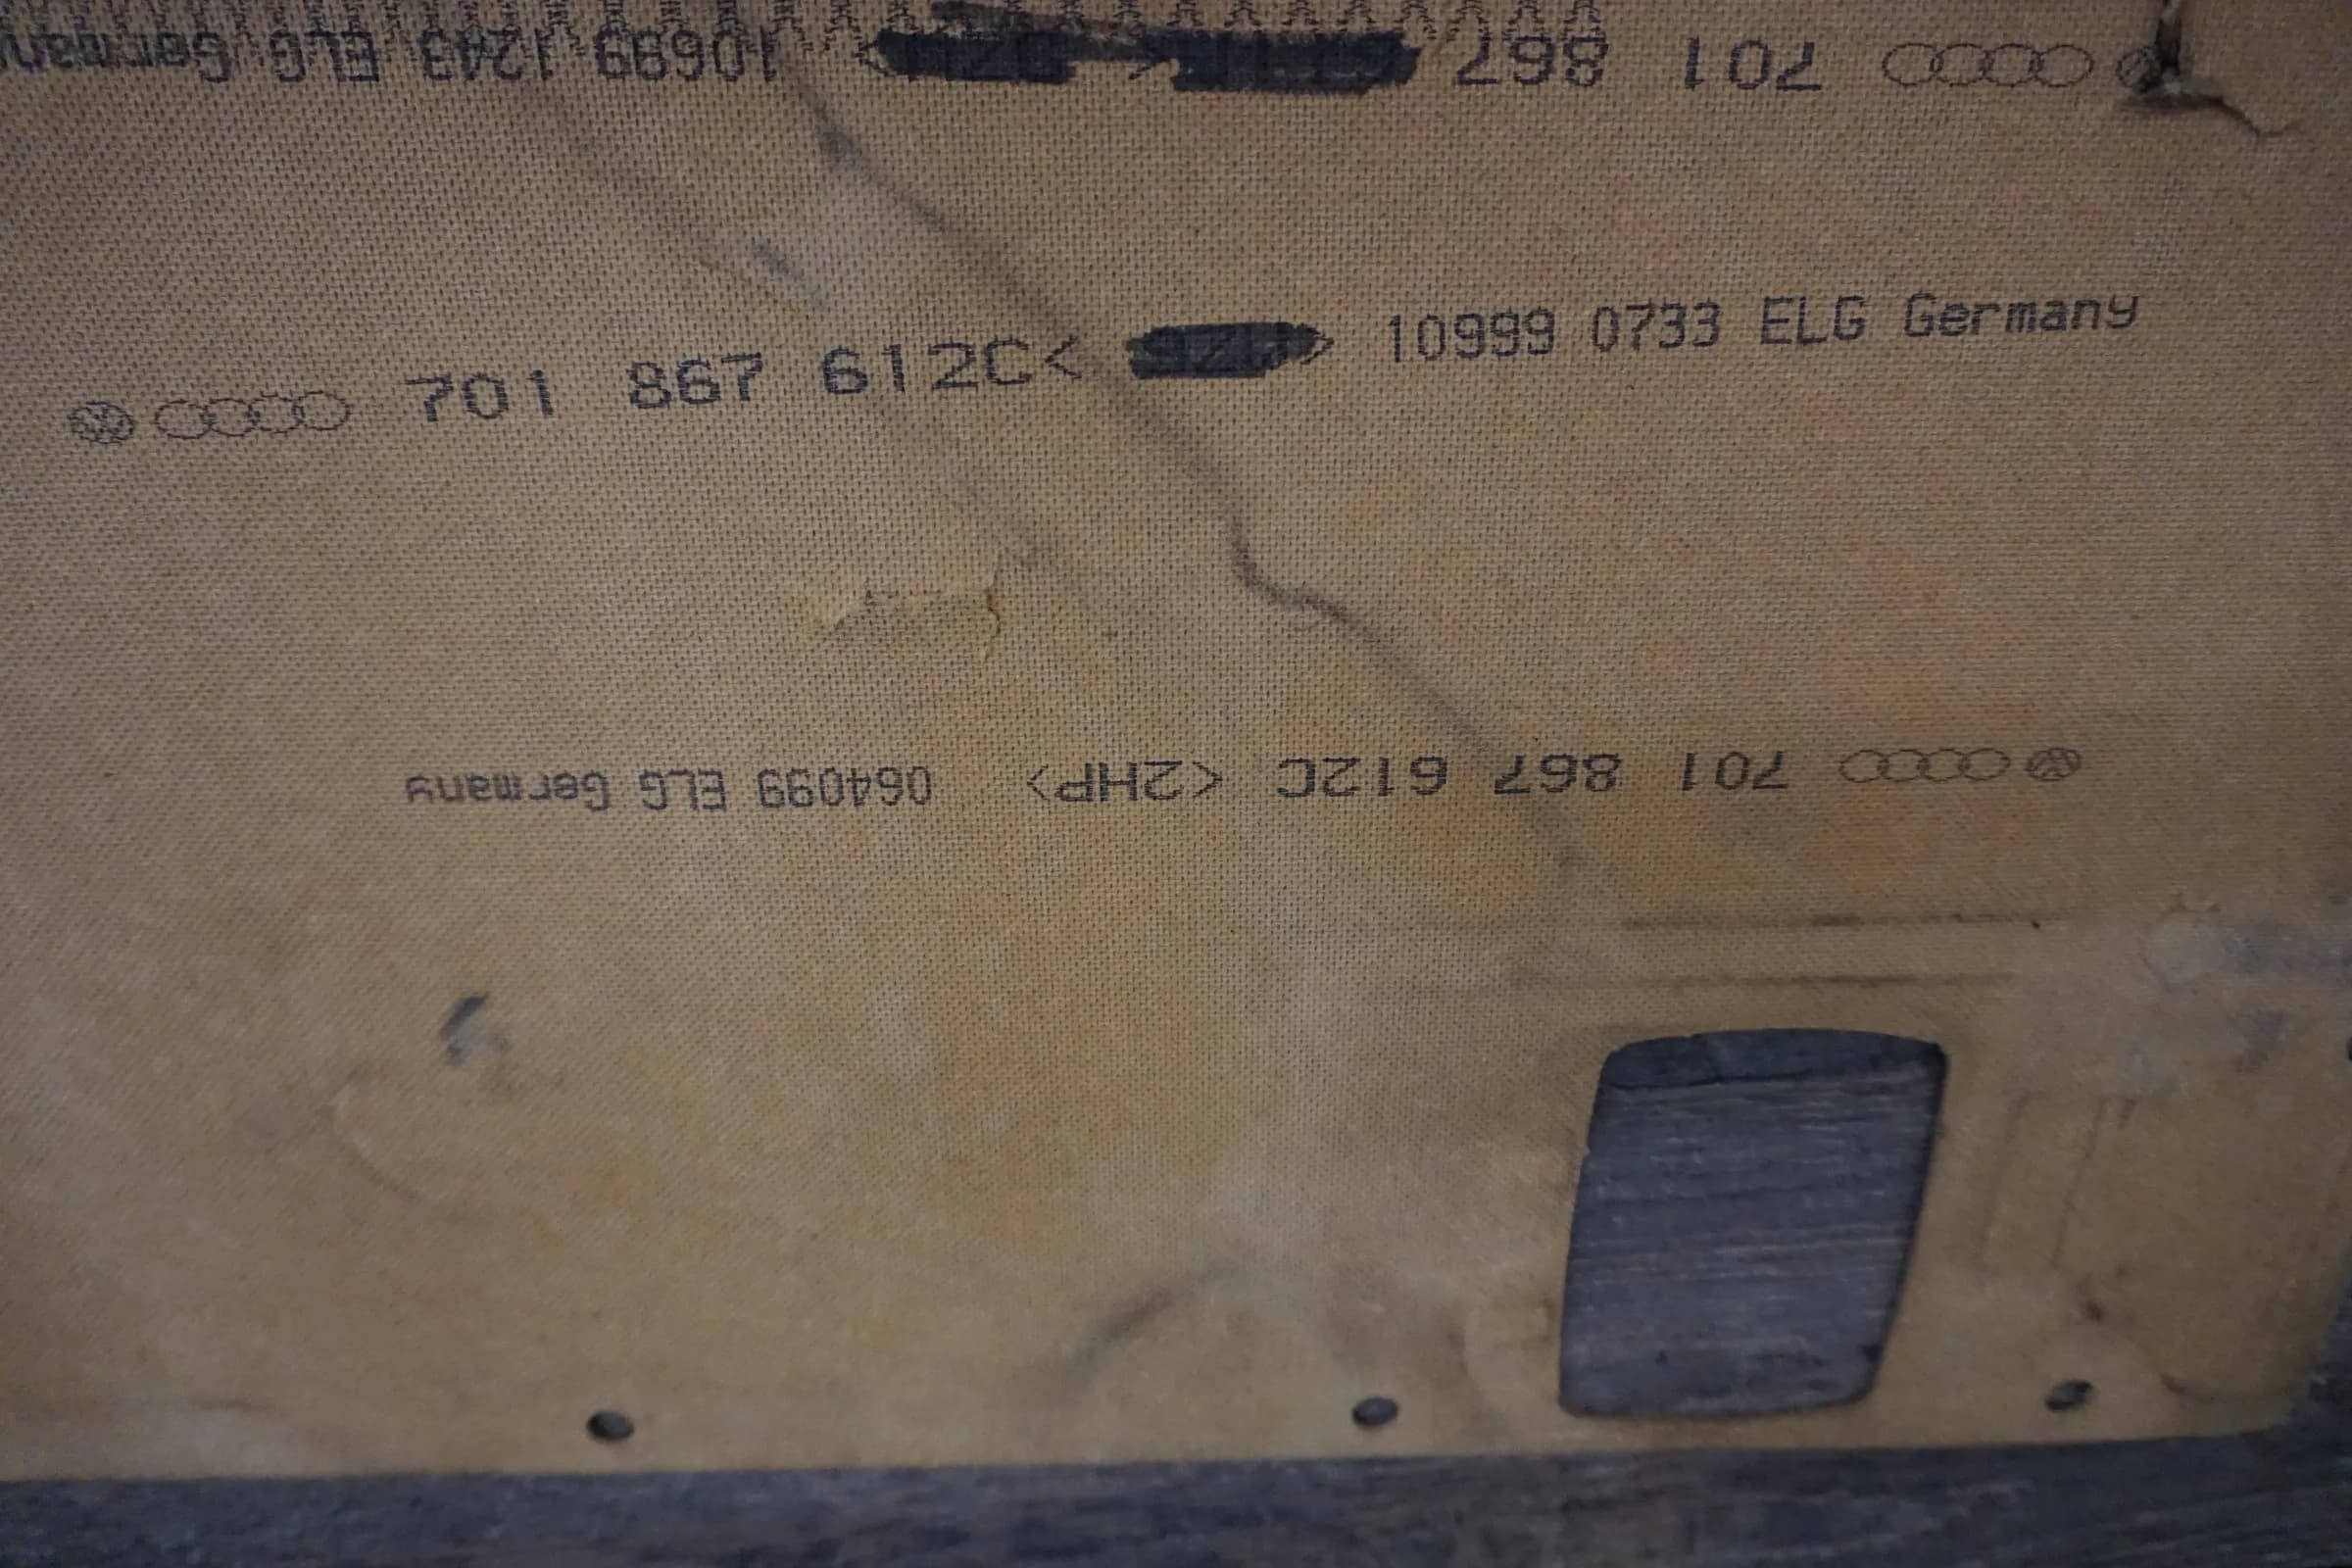 701 867 10699 1243 ELG Germany
701 867 612C< > 10999 0733 ELG Germany
701 867 612C <2HP> 064099 ELG Germany